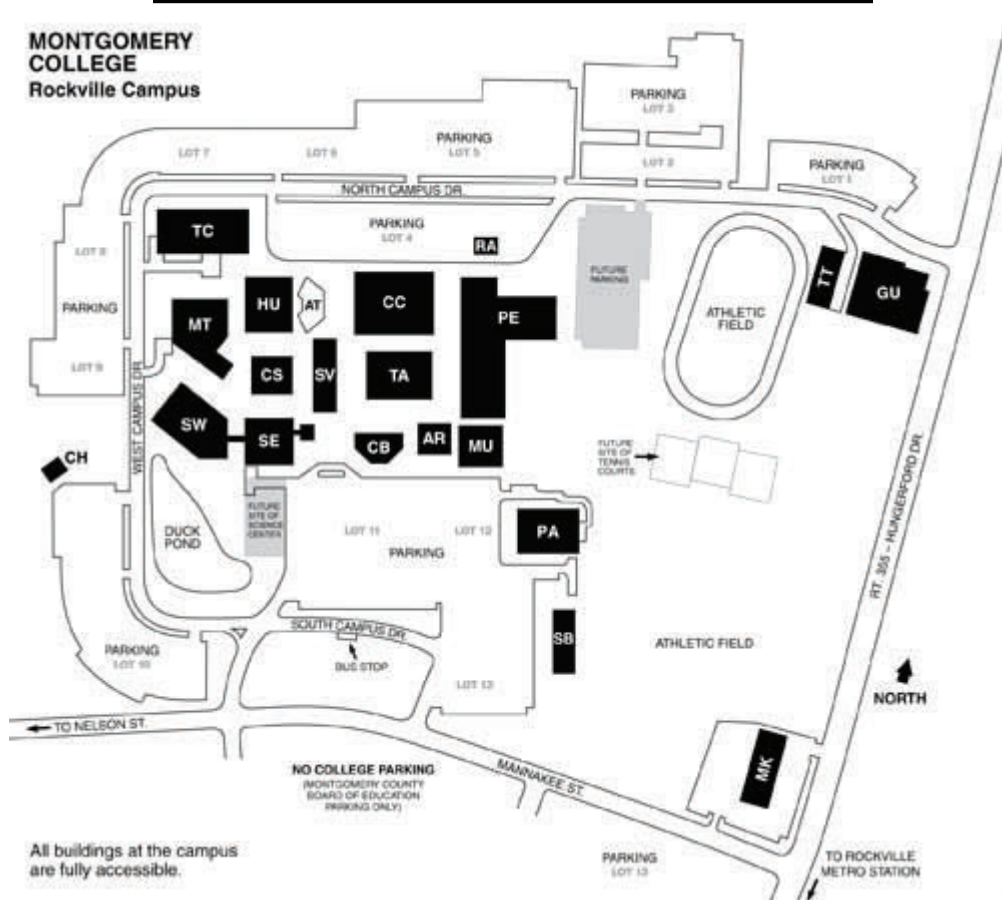 MONTGOMERY
COLLEGE
Rockville Campus
PARKING
LOT 3
PARKING
LOT 5
LOT 7
LOT 6
LOT 2
PARKING
LOT 1
NORTH CAMPUS DR.
PARKING
LOT 4
TC
RA
LOT 8
FUTURE
PARKING
TT
GU
HU
AT
CC
PE
PARKING
MT
ATHLETIC
FIELD
LOT 9
CS
SV
TA
WEST CAMPUS DR.
SW
SE
CB
AR
MU
FUTURE
SITE OF
TENNIS
COURTS
CH
RT. 355 – HUNGERFORD DR.
FUTURE
SITE OF
SCIENCE
CENTER
DUCK
POND
LOT 11
LOT 12
PARKING
PA
SOUTH CAMPUS DR.
SB
ATHLETIC FIELD
PARKING
LOT 10
BUS STOP
LOT 13
NORTH
TO NELSON ST.
NO COLLEGE PARKING
(MONTGOMERY COUNTY
BOARD OF EDUCATION
PARKING ONLY)
MANNAKEE ST.
MK
All buildings at the campus
are fully accessible.
PARKING
LOT 13
TO ROCKVILLE
METRO STATION